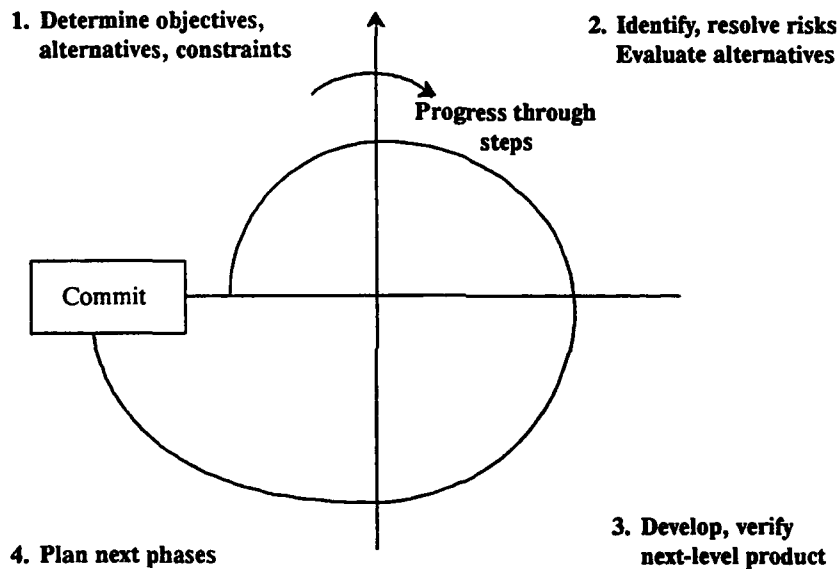 1. Determine objectives,
alternatives, constraints
2. Identify, resolve risks
Evaluate alternatives
Progress through
steps
Commit
3. Develop, verify
next-level product
4. Plan next phases